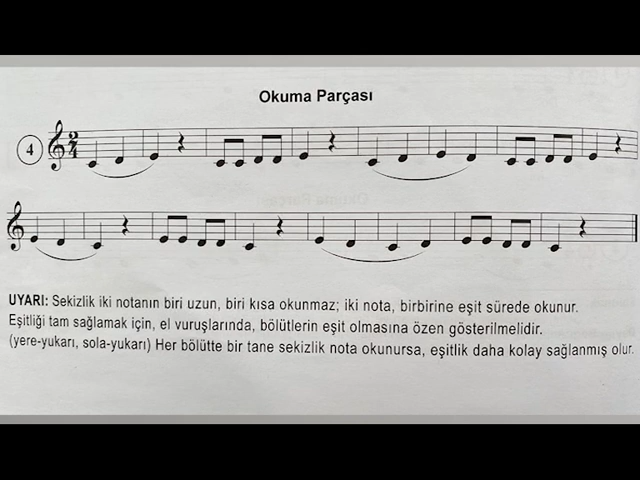 Okuma Parçası
4
2
4
UYARI: Sekizlik iki notanın biri uzun, biri kısa okunmaz; iki nota, birbirine eşit sürede okunur.
Eşitliği tam sağlamak için, el vuruşlarında, bölütlerin eşit olmasına özen gösterilmelidir.
(yere-yukarı, sola-yukarı) Her bölütte bir tane sekizlik nota okunursa, eşitlik daha kolay sağlanmış olur.